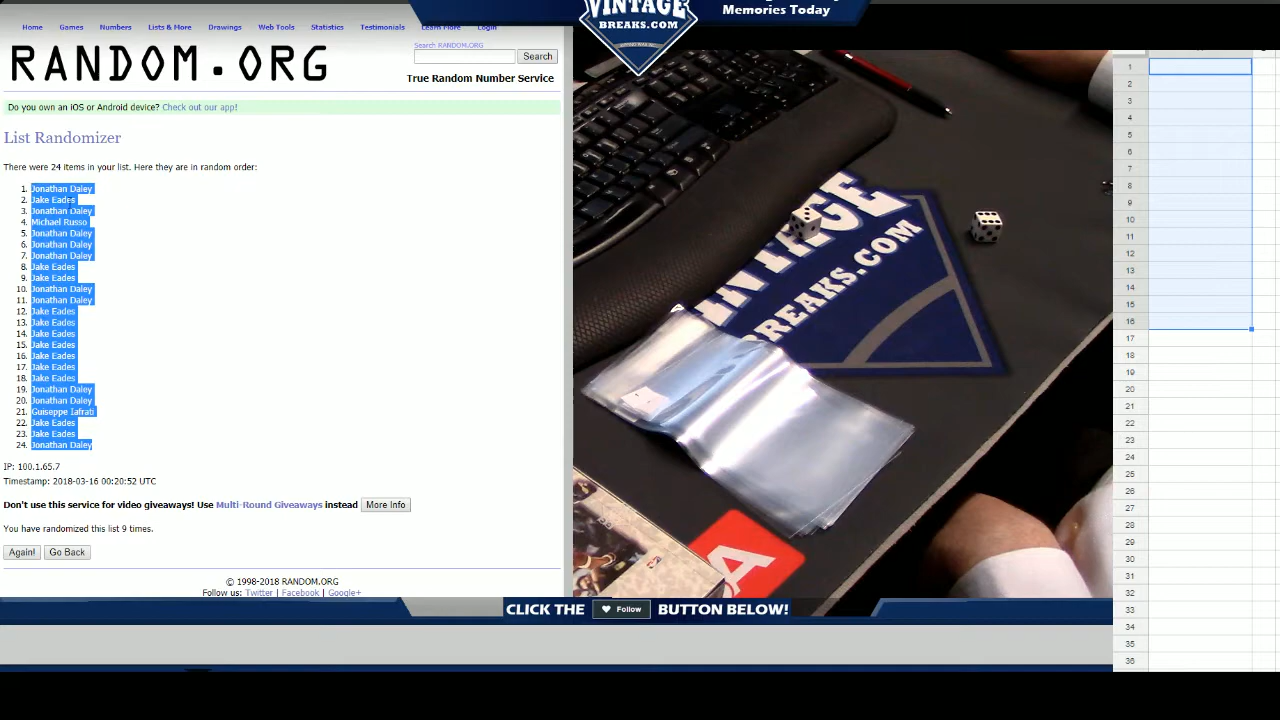 Home Games Numbers Lists & More Drawings Web Tools Statistics Testimonials Learn More Login
VINTAGE
BREAKS.COM
Memories Today
RANDOM.ORG
Search RANDOM.ORG
Search
True Random Number Service
Do you own an iOS or Android device? Check out our app!
List Randomizer
There were 24 items in your list. Here they are in random order:
1. Jonathan Daley
2. Jake Eades
3. Jonathan Daley
4. Michael Russo
5. Jonathan Daley
6. Jonathan Daley
7. Jonathan Daley
8. Jake Eades
9. Jake Eades
10. Jonathan Daley
11. Jonathan Daley
12. Jake Eades
13. Jake Eades
14. Jake Eades
15. Jake Eades
16. Jake Eades
17. Jake Eades
18. Jake Eades
19. Jonathan Daley
20. Jonathan Daley
21. Guiseppe Iafrati
22. Jake Eades
23. Jake Eades
24. Jonathan Daley
IP: 100.1.65.7
Timestamp: 2018-03-16 00:20:52 UTC
Don't use this service for video giveaways! Use Multi-Round Giveaways instead More Info
You have randomized this list 9 times.
Again! Go Back
© 1998-2018 RANDOM.ORG
Follow us: Twitter | Facebook | Google+
VINTAGE
BREAKS.COM
A
CLICK THE Follow BUTTON BELOW!
1
2
3
4
5
6
7
8
9
10
11
12
13
14
15
16
17
18
19
20
21
22
23
24
25
26
27
28
29
30
31
32
33
34
35
36